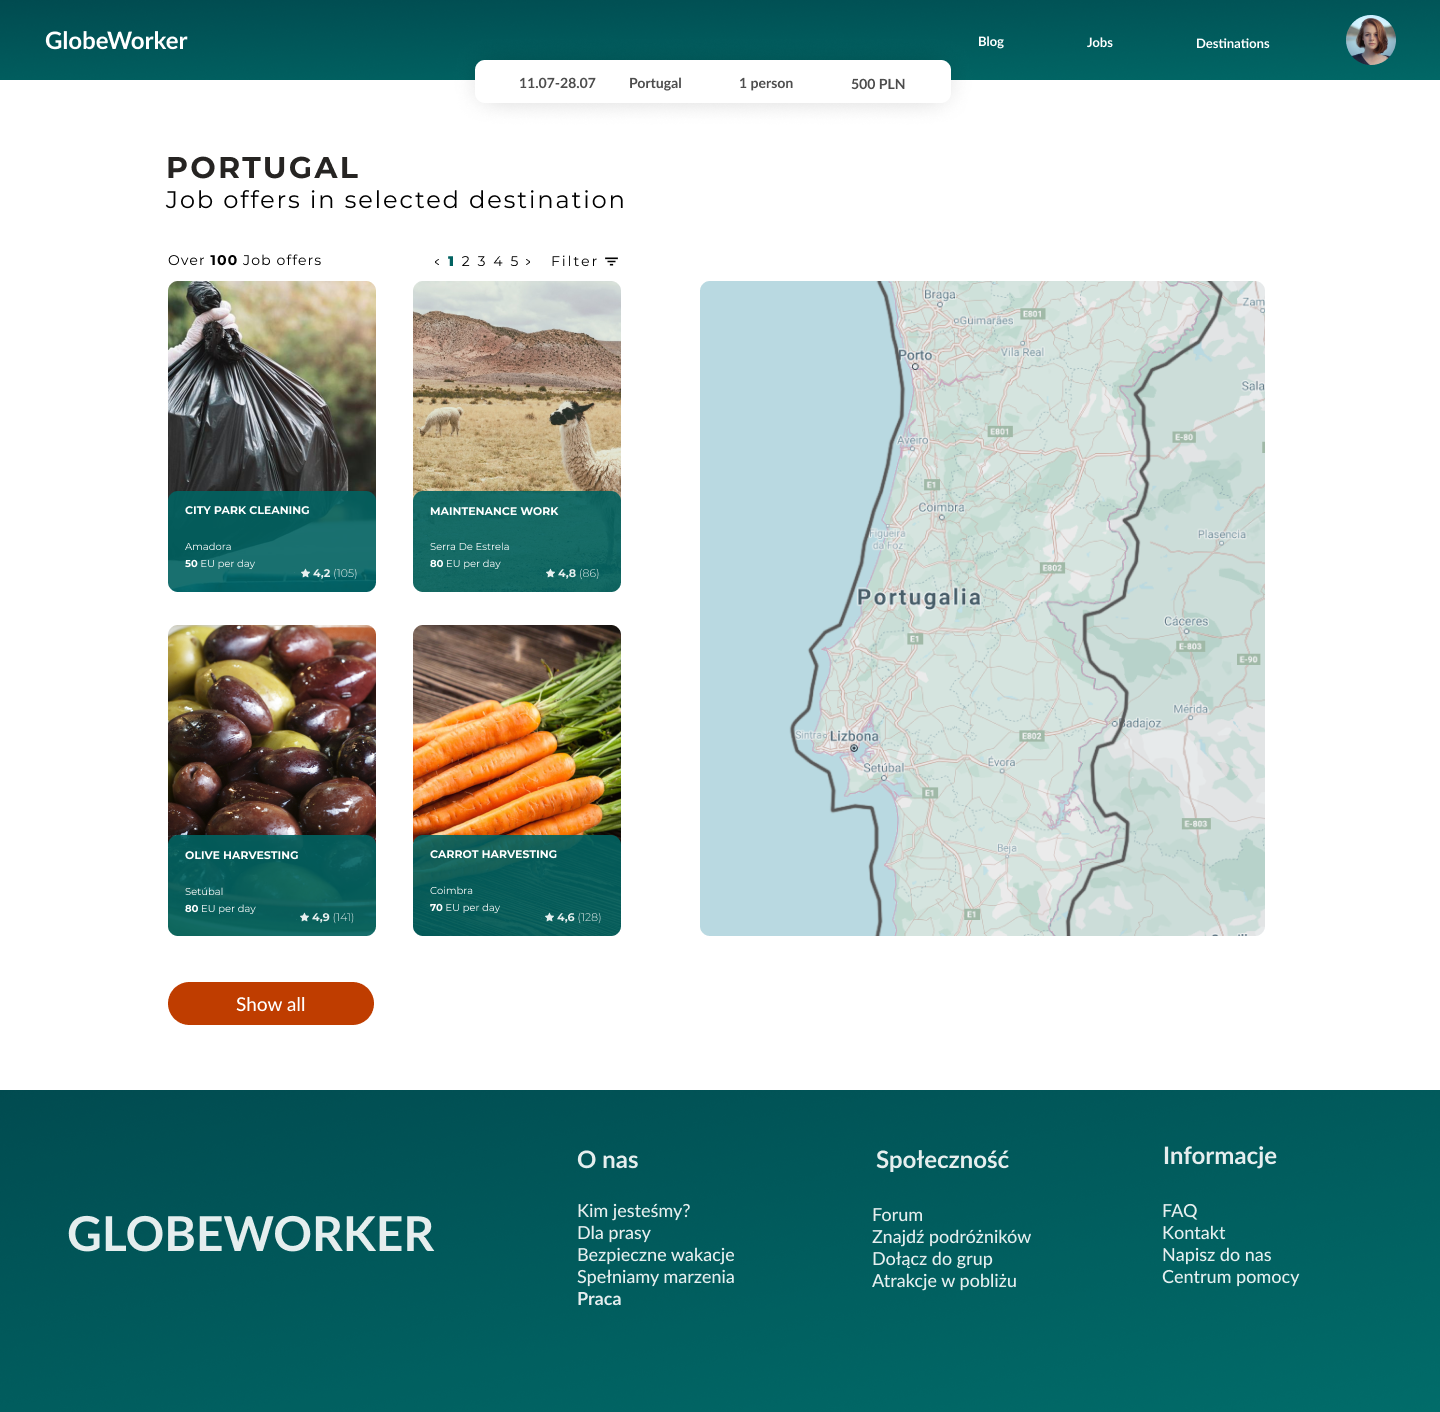 GlobeWorker
Blog
Jobs
Destinations
11.07-28.07
Portugal
1 person
500 PLN
PORTUGAL
Job offers in selected destination
Over 100 Job offers
‹ 1 2 3 4 5 ›
Filter
CITY PARK CLEANING
Amadora
50 EU per day
4,2 (105)
MAINTENANCE WORK
Serra De Estrela
80 EU per day
4,8 (86)
OLIVE HARVESTING
Setúbal
80 EU per day
4,9 (141)
CARROT HARVESTING
Coimbra
70 EU per day
4,6 (128)
Braga
Zam
Guimarães
E801
Vila Real
Porto
Sala
E801
E-80
Aveiro
E1
Coimbra
Figueira
da Foz
Salasencia
E802
Portugalia
Cáceres
E1
E-803
E-90
Mérida
Badajoz
Sintra
Lizbona
E802
Setúbal
Évora
E1
E-803
Beja
E1
Show all
GLOBEWORKER
O nas
Kim jesteśmy?
Dla prasy
Bezpieczne wakacje
Spełniamy marzenia
Praca
Społeczność
Forum
Znajdź podróżników
Dołącz do grup
Atrakcje w pobliżu
Informacje
FAQ
Kontakt
Napisz do nas
Centrum pomocy